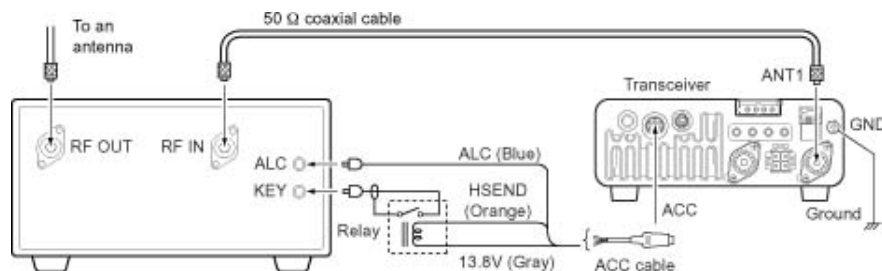 To an
antenna
50 Ω coaxial cable
Transceiver
ANT1
GND
RF OUT
RF IN
ALC
KEY
ALC (Blue)
HSEND
(Orange)
Relay
13.8V (Gray)
ACC
ACC cable
Ground